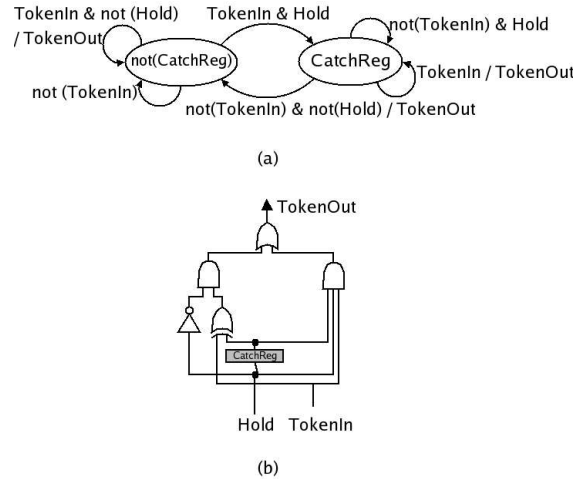 TokenIn & not (Hold)
/ TokenOut
TokenIn & Hold
not(TokenIn) & Hold
not(CatchReg)
CatchReg
TokenIn / TokenOut
not (TokenIn)
not(TokenIn) & not(Hold) / TokenOut
(a)
TokenOut
CatchReg
Hold
TokenIn
(b)